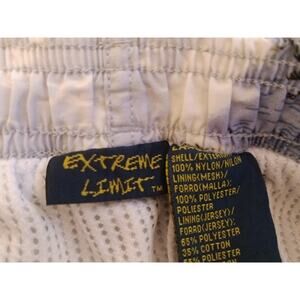 EXTREME
LIMIT™
SHELL/EXTERI
100% NYLON/NILON
LINING(MESH)/
FORRO(MALLA):
100% POLYESTER/
POLIESTER
LINING(JERSEY)/
FORRO(JERSEY):
65% POLYESTER
35% COTTON